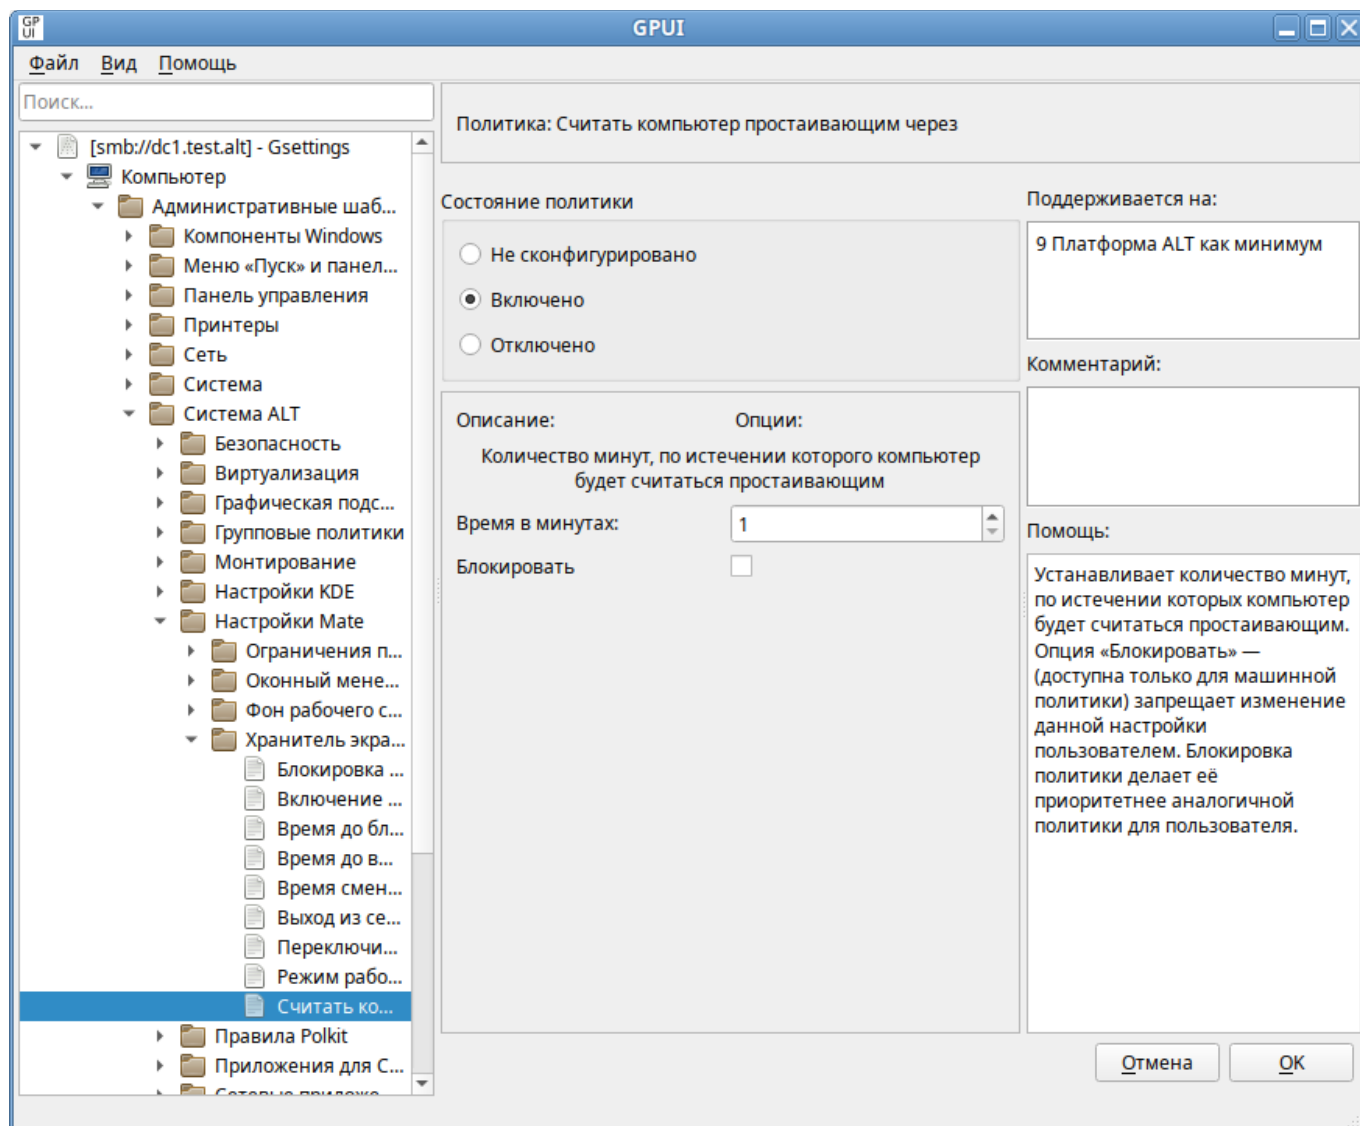 GP
UI
GPUI
Файл Вид Помощь
Поиск...
[smb://dc1.test.alt] - Gsettings
Компьютер
Административные шаб...
Компоненты Windows
Меню «Пуск» и панел...
Панель управления
Принтеры
Сеть
Система
Система ALT
Безопасность
Виртуализация
Графическая подс...
Групповые политики
Монтирование
Настройки KDE
Настройки Mate
Ограничения п...
Оконный мене...
Фон рабочего с...
Хранитель экра...
Блокировка ...
Включение ...
Время до бл...
Время до в...
Время смен...
Выход из се...
Переключи...
Режим рабо...
Считать ко...
Правила Polkit
Приложения для С...
Сетевые приложе...
Политика: Считать компьютер простаивающим через
Состояние политики
Не сконфигурировано
Включено
Отключено
Описание: Опции:
Количество минут, по истечении которого компьютер
будет считаться простаивающим
Время в минутах: 1
Блокировать
Поддерживается на:
9 Платформа ALT как минимум
Комментарий:
Помощь:
Устанавливает количество минут,
по истечении которых компьютер
будет считаться простаивающим.
Опция «Блокировать» —
(доступна только для машинной
политики) запрещает изменение
данной настройки
пользователем. Блокировка
политики делает её
приоритетнее аналогичной
политики для пользователя.
Отмена OK